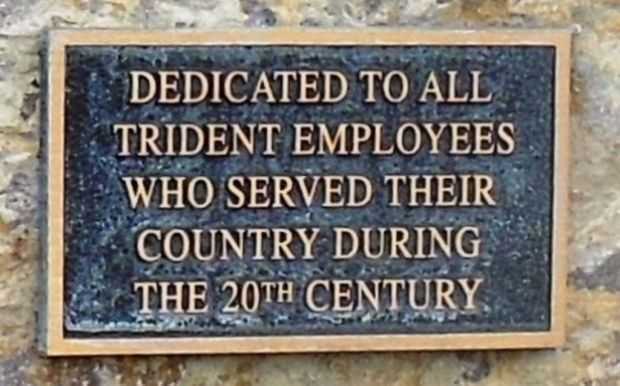 DEDICATED TO ALL
TRIDENT EMPLOYEES
WHO SERVED THEIR
COUNTRY DURING
THE 20TH CENTURY